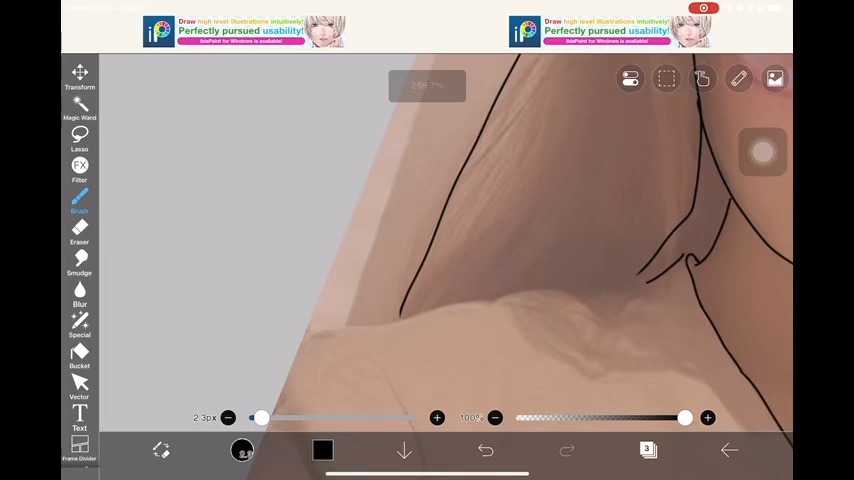 Draw high level illustrations intuitively!
Perfectly pursued usability!
ibisPaint for Windows is available!
Draw high level illustrations intuitively!
Perfectly pursued usability!
ibisPaint for Windows is available!
Transform
Magic Wand
Lasso
FX
Filter
Brush
Eraser
Smudge
Blur
Special
Bucket
Vector
T
Text
Frame Divider
2.3px
100%
3